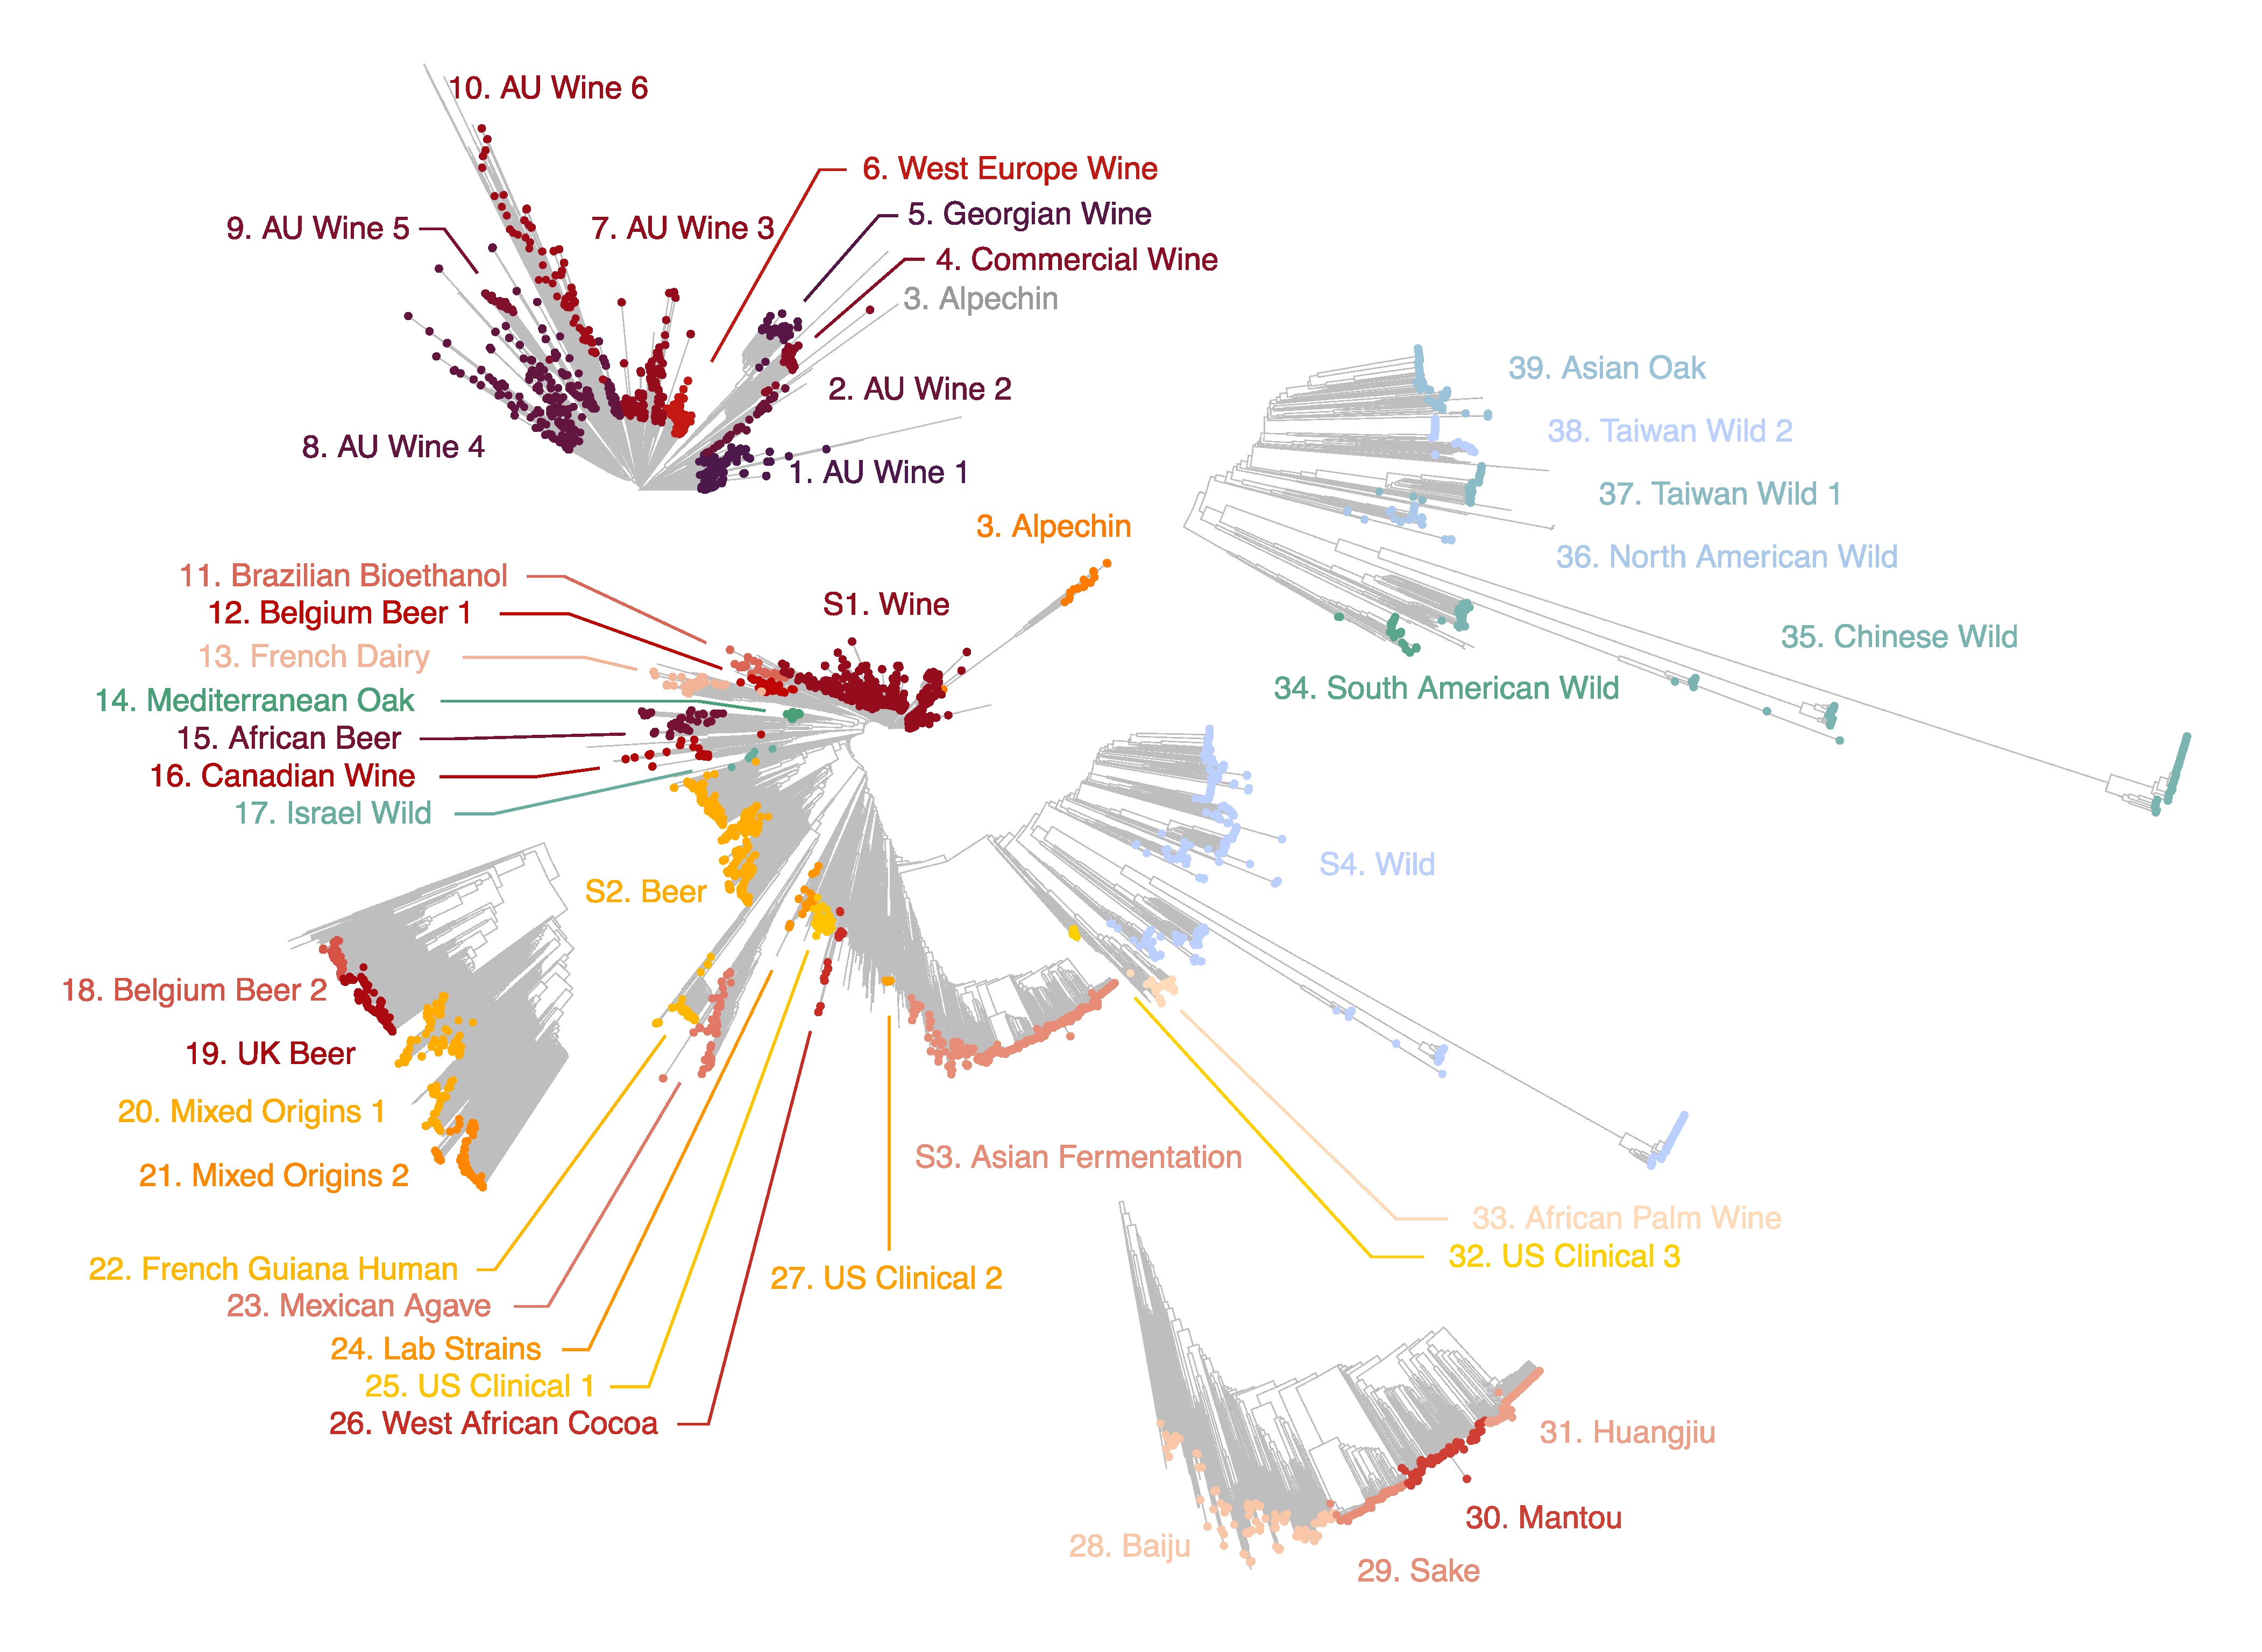 10. AU Wine 6
6. West Europe Wine
9. AU Wine 5
7. AU Wine 3
5. Georgian Wine
4. Commercial Wine
3. Alpechin
2. AU Wine 2
8. AU Wine 4
1. AU Wine 1
39. Asian Oak
38. Taiwan Wild 2
37. Taiwan Wild 1
36. North American Wild
35. Chinese Wild
34. South American Wild
3. Alpechin
S1. Wine
11. Brazilian Bioethanol
12. Belgium Beer 1
13. French Dairy
14. Mediterranean Oak
15. African Beer
16. Canadian Wine
17. Israel Wild
S2. Beer
S4. Wild
18. Belgium Beer 2
19. UK Beer
20. Mixed Origins 1
21. Mixed Origins 2
S3. Asian Fermentation
22. French Guiana Human
23. Mexican Agave
24. Lab Strains
25. US Clinical 1
26. West African Cocoa
27. US Clinical 2
33. African Palm Wine
32. US Clinical 3
31. Huangjiu
30. Mantou
28. Baiju
29. Sake